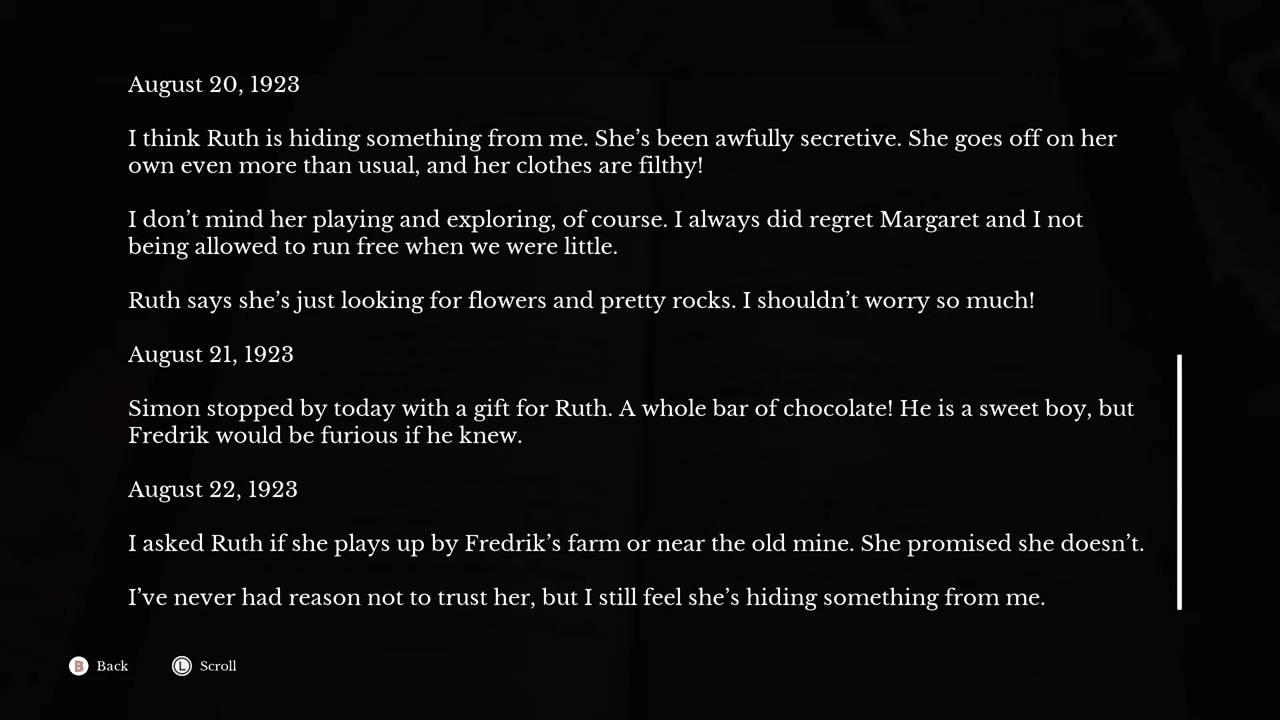 August 20, 1923
I think Ruth is hiding something from me. She’s been awfully secretive. She goes off on her
own even more than usual, and her clothes are filthy!
I don’t mind her playing and exploring, of course. I always did regret Margaret and I not
being allowed to run free when we were little.
Ruth says she’s just looking for flowers and pretty rocks. I shouldn’t worry so much!
August 21, 1923
Simon stopped by today with a gift for Ruth. A whole bar of chocolate! He is a sweet boy, but
Fredrik would be furious if he knew.
August 22, 1923
I asked Ruth if she plays up by Fredrik’s farm or near the old mine. She promised she doesn’t.
I’ve never had reason not to trust her, but I still feel she’s hiding something from me.
B Back L Scroll